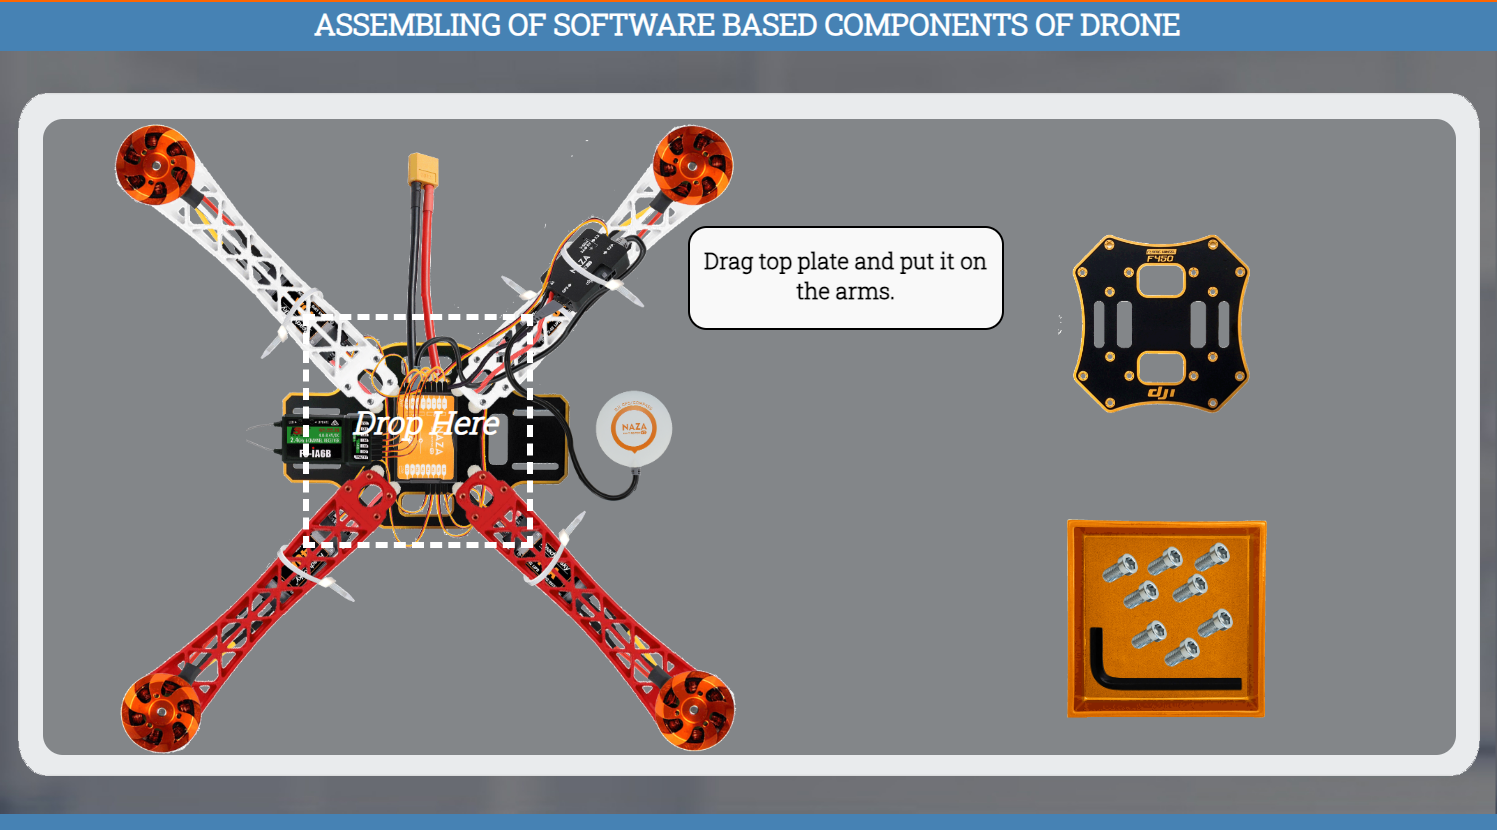 ASSEMBLING OF SOFTWARE BASED COMPONENTS OF DRONE
Drag top plate and put it on
the arms.
F450
dji
Drop Here
NAZA
NAZA
FS-iA6B